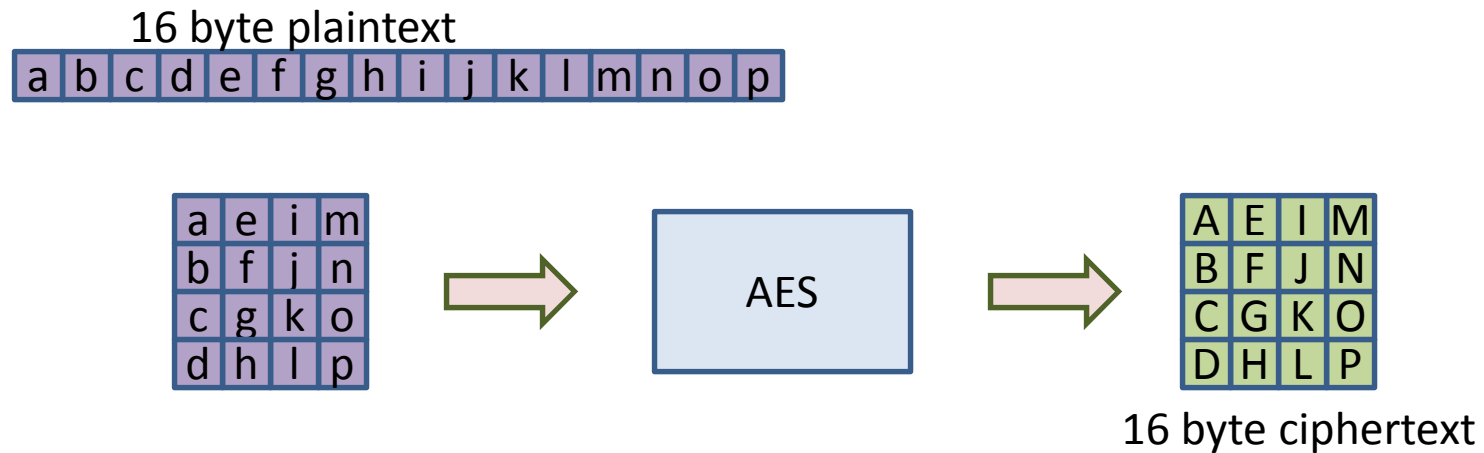 16 byte plaintext
a b c d e f g h i j k l m n o p
a e i m
b f j n
c g k o
d h l p
AES
A E I M
B F J N
C G K O
D H L P
16 byte ciphertext